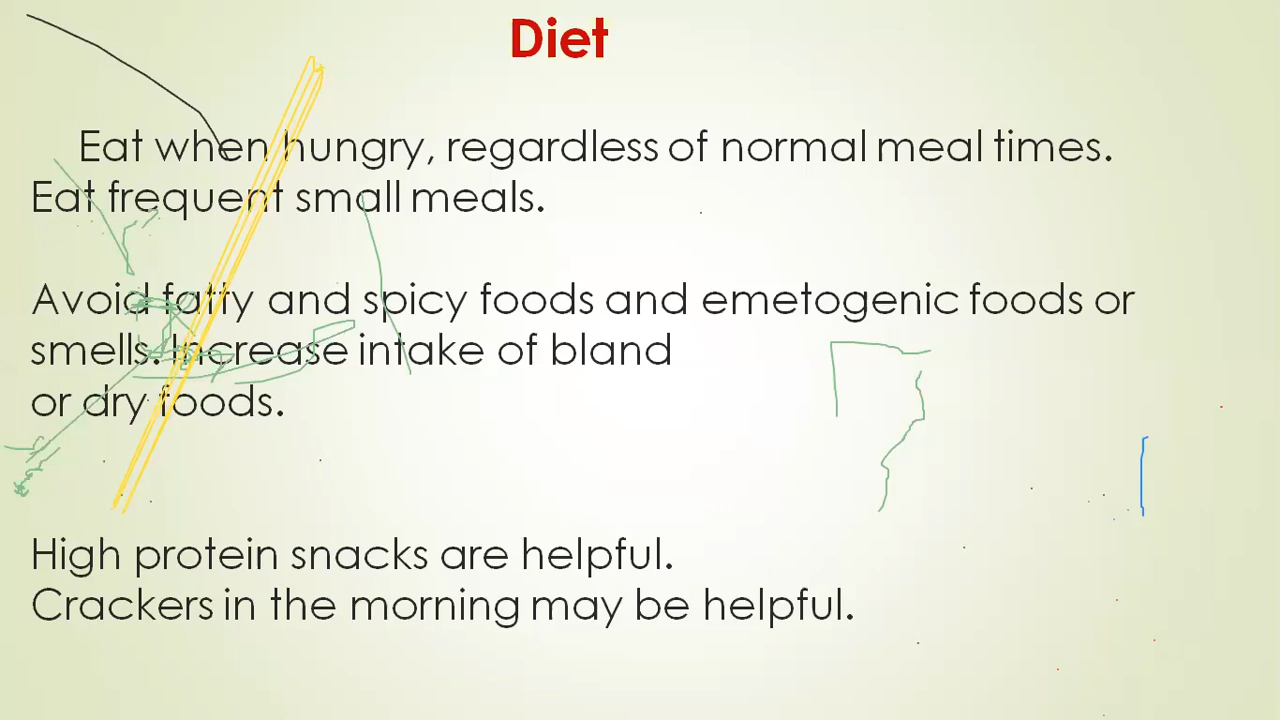 Diet
Eat when hungry, regardless of normal meal times.
Eat frequent small meals.
Avoid fatty and spicy foods and emetogenic foods or
smells. Increase intake of bland
or dry foods.
High protein snacks are helpful.
Crackers in the morning may be helpful.